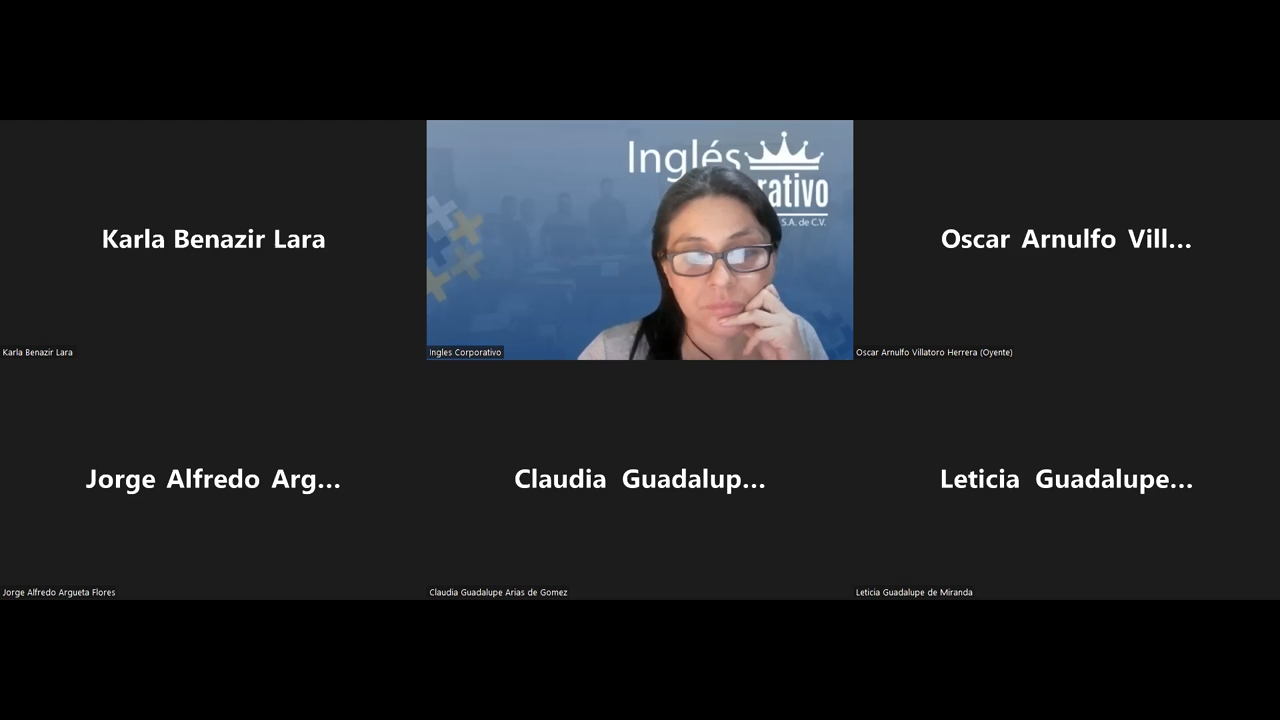 Karla Benazir Lara
Karla Benazir Lara
Inglés
rativo
S.A. de C.V.
Ingles Corporativo
Oscar Arnulfo Vill...
Oscar Arnulfo Villatoro Herrera (Oyente)
Jorge Alfredo Arg...
Jorge Alfredo Argueta Flores
Claudia Guadalup...
Claudia Guadalupe Arias de Gomez
Leticia Guadalupe...
Leticia Guadalupe de Miranda